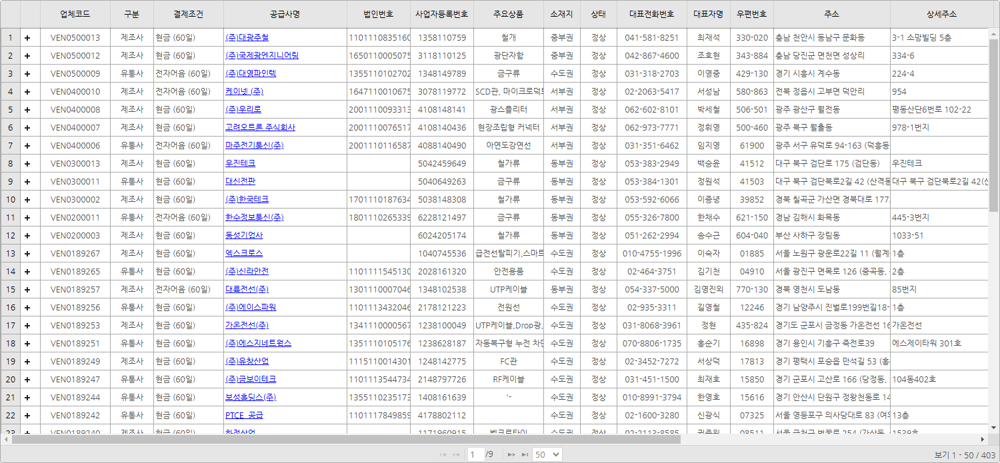 업체코드 구분 결제조건 공급사명 법인번호 사업자등록번호 주요상품 소재지 상태 대표전화번호 대표자명 우편번호 주소 상세주소
1 + VEN0500013 제조사 현금 (60일) (주)대광주철 1101110835160 1358110759 철개 중부권 정상 041-581-8251 최재석 330-020 충남 천안시 동남구 문화동 3-1 소망빌딩 5층
2 + VEN0500012 제조사 현금 (60일) (주)국제광엔지니어링 1650110005075 3118110125 광단자함 중부권 정상 042-867-4600 조호현 343-884 충남 당진군 면천면 성상리 334-6
3 + VEN0500009 유통사 전자어음 (60일) (주)대영파인텍 1355110102702 1348149789 금구류 수도권 정상 031-318-2703 이영중 429-130 경기 시흥시 계수동 224-4
4 + VEN0400010 제조사 전자어음 (60일) 케이넷 (주) 1647110010675 3078119772 SCD관, 마이크로덕트 서부권 정상 02-2063-5417 서성남 580-863 전북 정읍시 고부면 덕안리 954
5 + VEN0400008 제조사 현금 (60일) (주)우리로 2001110093313 4108148141 광스플리터 서부권 정상 062-602-8101 박세철 506-501 광주 광산구 월전동 평동산단6번로 102-22
6 + VEN0400007 제조사 현금 (60일) 고려오트론 주식회사 2001110076517 4108140436 현장조립형 커넥터 서부권 정상 062-973-7771 정휘영 500-460 광주 북구 월출동 978-1번지
7 + VEN0400006 유통사 전자어음 (60일) 마주전기통신(주) 2001110116587 4088140490 아연도강연선 서부권 정상 031-351-6462 임지영 61900 광주 서구 유덕로 94-163 (덕흥동
8 + VEN0300013 제조사 현금 (60일) 우진테크 5042459649 철가류 동부권 정상 053-383-2949 백승윤 41512 대구 북구 검단로 175 (검단동) 우진테크
9 + VEN0300011 유통사 현금 (60일) 대신전판 5040649263 금구류 동부권 정상 053-384-1301 정원석 41503 대구 북구 검단북로2길 42 (산격동 대구 북구 검단북로2길 42(산
10 + VEN0300002 제조사 현금 (60일) (주)한국테크 1701110187634 5038148308 철가류 동부권 정상 053-592-6066 이종녕 39852 경북 칠곡군 가산면 경북대로 177
11 + VEN0200011 유통사 전자어음 (60일) 한수정보통신(주) 1801110265339 6228121497 금구류 동부권 정상 055-326-7800 한채수 621-150 경남 김해시 화목동 445-3번지
12 + VEN0200003 제조사 현금 (60일) 동성기업사 6024205174 철가류 동부권 정상 051-262-2994 송수근 604-040 부산 사하구 장림동 1033-51
13 + VEN0189267 제조사 현금 (60일) 엑스크로스 1040745536 급전선탈피기,스마트 수도권 정상 010-4755-1996 이숙자 01885 서울 노원구 광운로22길 11 (월계 1층
14 + VEN0189265 유통사 현금 (60일) (주)신라안전 1101111545130 2028161320 안전용품 수도권 정상 02-464-3751 김기천 04910 서울 광진구 면목로 126 (중곡동, 2층
15 + VEN0189257 제조사 전자어음 (60일) 대륙전선(주) 1301110007046 1348102538 UTP케이블 동부권 정상 054-337-5000 김영진외 770-130 경북 영천시 도남동 85번지
16 + VEN0189256 유통사 현금 (60일) (주)에이스파워 1101113432046 2178121223 전원선 수도권 정상 02-935-3311 길영철 12246 경기 남양주시 진벌로199번길18- 1층
17 + VEN0189253 제조사 현금 (60일) 가온전선(주) 1341110000567 1238100049 UTP케이블,Drop광, 수도권 정상 031-8068-3961 정현 435-824 경기도 군포시 금정동 가온전선 16 가온전선
18 + VEN0189251 유통사 현금 (60일) (주)에스지네트웍스 1351110105176 1238628187 자동복구형 누전 차단 수도권 정상 070-8806-1735 홍순기 16898 경기 용인시 기흥구 죽전로39 에스제이타워 301호
19 + VEN0189249 제조사 현금 (60일) (주)유창산업 1115110014301 1248142775 FC관 수도권 정상 02-3452-7272 서상덕 17813 경기 평택시 포승읍 만석길 53 (홍
20 + VEN0189247 유통사 현금 (60일) (주)금보이테크 1101113544734 2148797726 RF케이블 수도권 정상 031-451-1500 최재호 15850 경기 군포시 고산로 166 (당정동, 104동402호
21 + VEN0189244 유통사 현금 (60일) 보성홀딩스(주) 1355110235173 1408161639 '- 수도권 정상 010-8991-3794 한영호 15616 경기 안산시 단원구 정왕천동로 14
22 + VEN0189242 유통사 현금 (60일) PTCE_공급 1101117849859 4178802112 수도권 정상 02-1600-3280 신광식 07325 서울 영등포구 의사당대로 83 (여의 13층
23 + VEN0189240 제조사 현금 (60일) 1171960915 벨크로타이 수도권 정상 02-2113-8585 08511 서울 금천구 벚꽃로 254 (가산동, 1539호
1 /9 50 보기 1 - 50 / 403